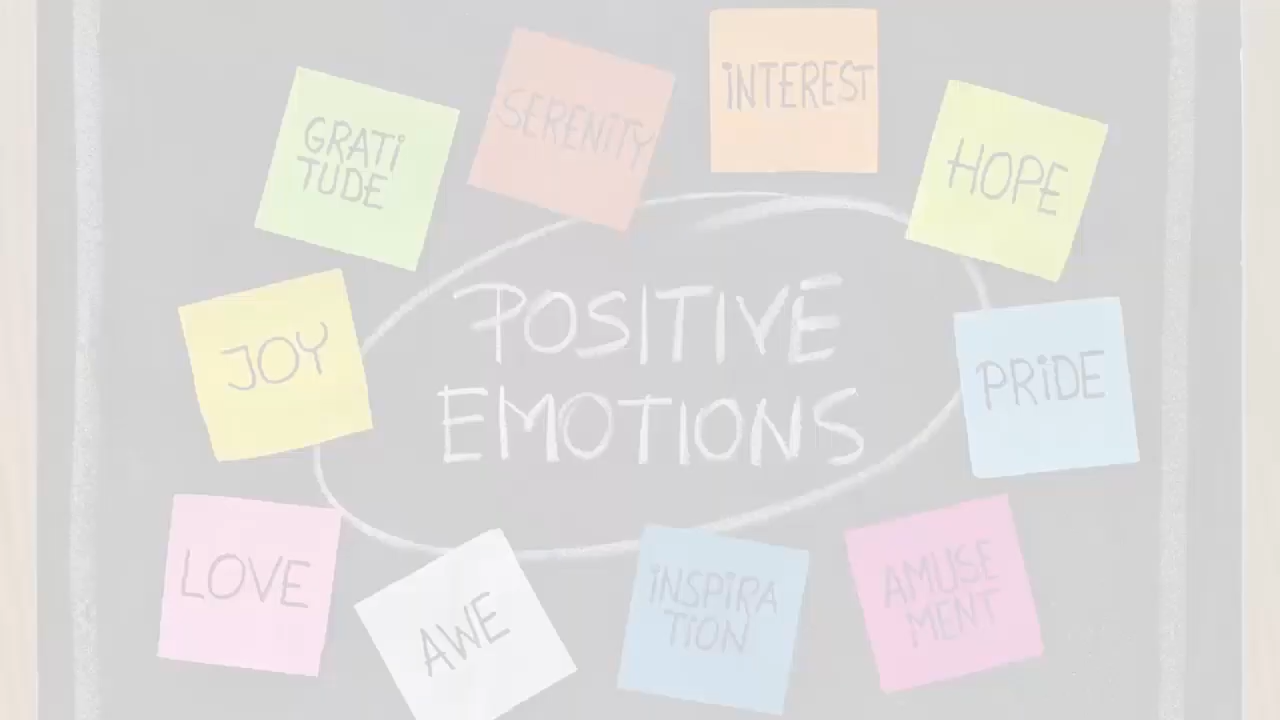 INTEREST
SERENITY
GRATI
TUDE
HOPE
POSITIVE
EMOTIONS
JOY
PRIDE
LOVE
AWE
INSPIRA
TION
AMUSE
MENT